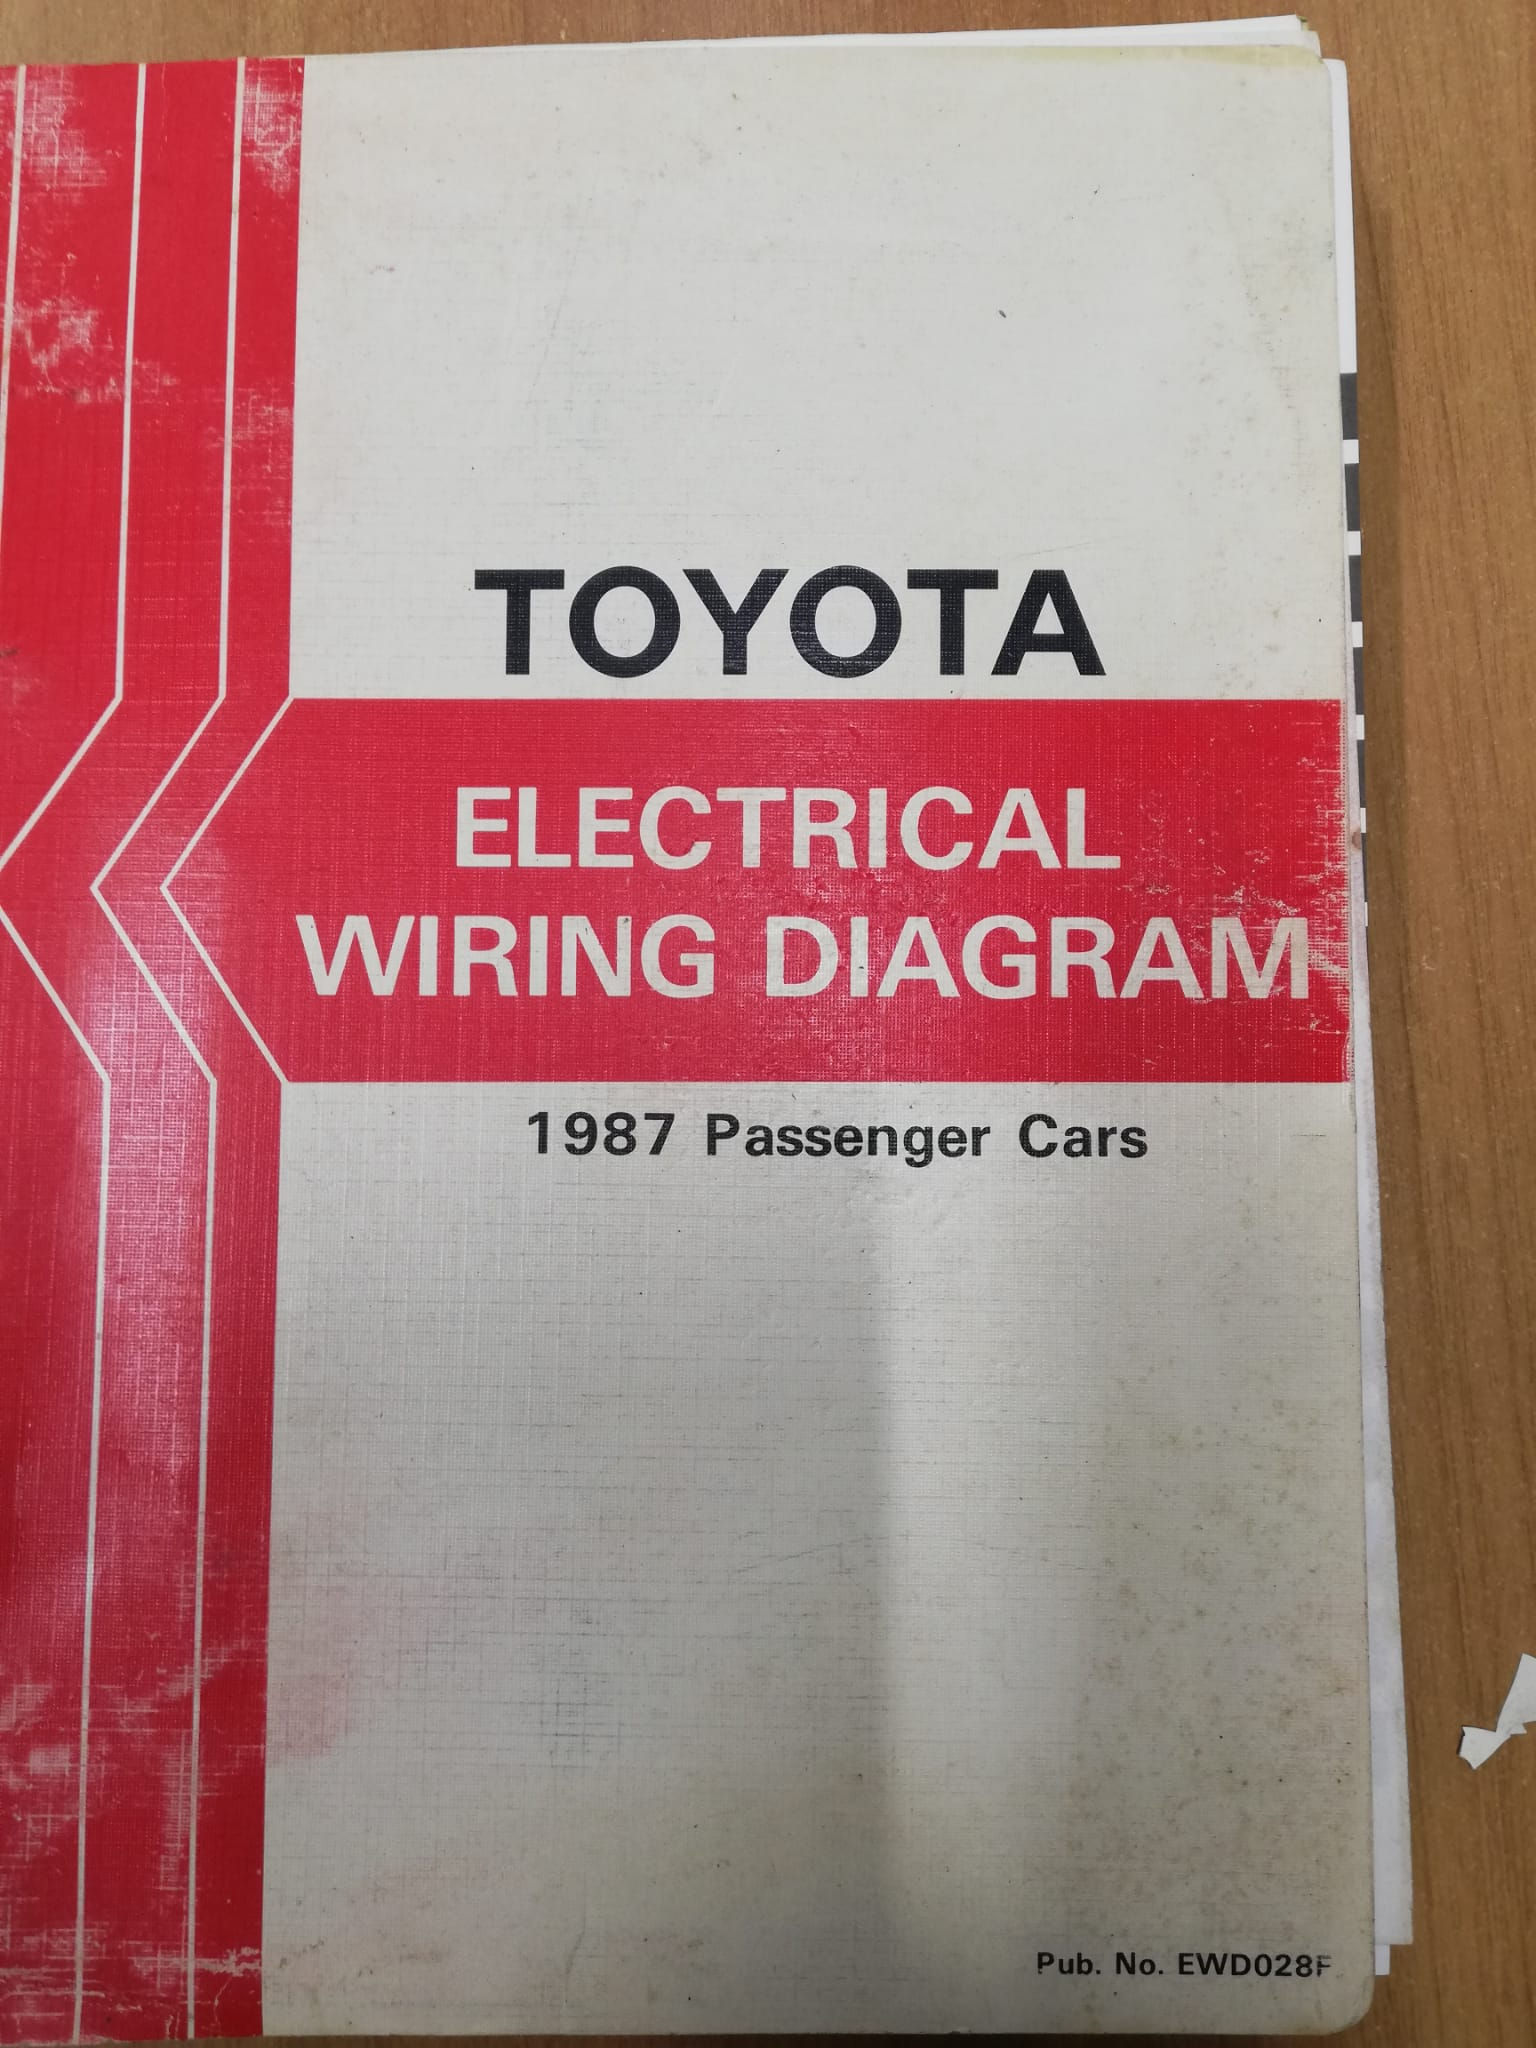 TOYOTA
ELECTRICAL
WIRING DIAGRAM
1987 Passenger Cars
Pub. No. EWD028F